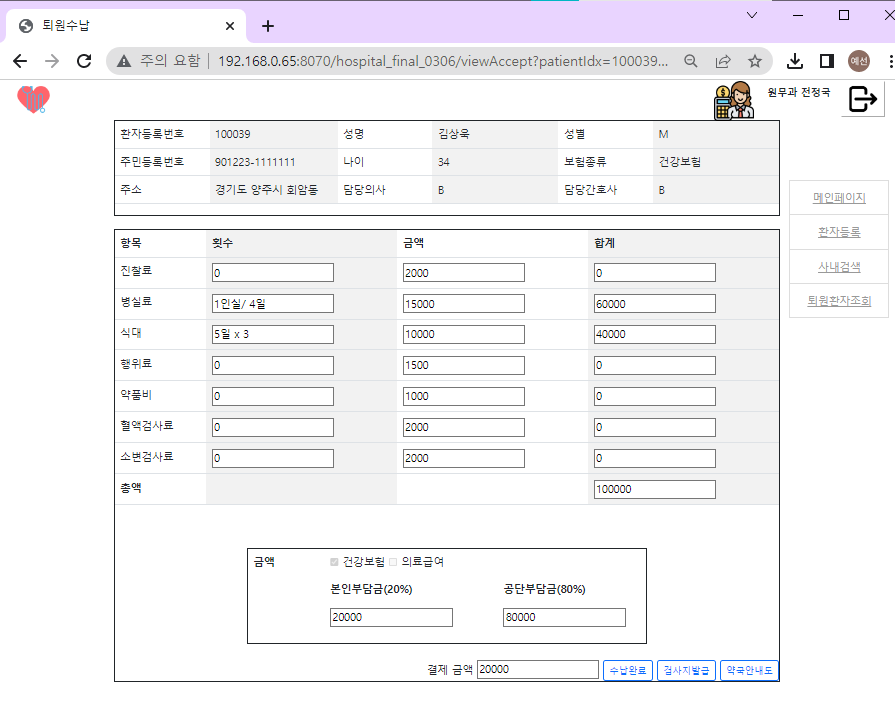 퇴원수납
주의 요함 192.168.0.65:8070/hospital_final_0306/viewAccept?patientIdx=100039... 예선
원무과 전정국
환자등록번호 100039 성명 김상욱 성별 M
주민등록번호 901223-1111111 나이 34 보험종류 건강보험
주소 경기도 양주시 회암동 담당의사 B 담당간호사 B
메인페이지
환자등록
사내검색
퇴원환자조회
항목 횟수 금액 합계
진찰료 0 2000 0
병실료 1인실/ 4일 15000 60000
식대 5일 x 3 10000 40000
행위료 0 1500 0
약품비 0 1000 0
혈액검사료 0 2000 0
소변검사료 0 2000 0
총액 100000
금액 건강보험 의료급여
본인부담금(20%) 공단부담금(80%)
20000 80000
결제 금액 20000 수납완료 검사지발급 약국안내도